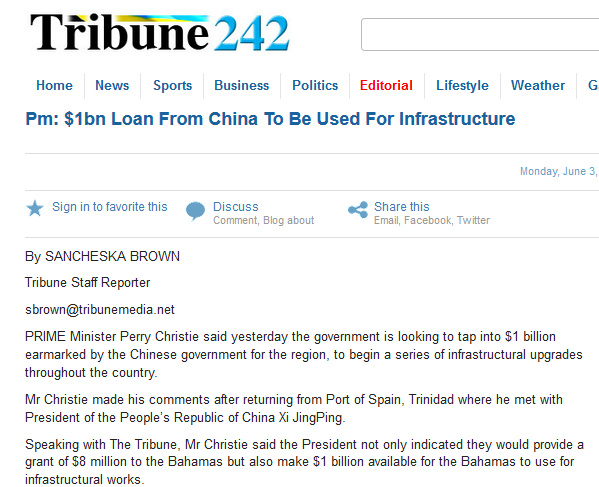 Tribune 242
Home News Sports Business Politics Editorial Lifestyle Weather G
Pm: $1bn Loan From China To Be Used For Infrastructure
Monday, June 3,
Sign in to favorite this Discuss Share this
Comment, Blog about Email, Facebook, Twitter
By SANCHESKA BROWN
Tribune Staff Reporter
sbrown@tribunemedia.net
PRIME Minister Perry Christie said yesterday the government is looking to tap into $1 billion
earmarked by the Chinese government for the region, to begin a series of infrastructural upgrades
throughout the country.
Mr Christie made his comments after returning from Port of Spain, Trinidad where he met with
President of the People's Republic of China Xi JingPing.
Speaking with The Tribune, Mr Christie said the President not only indicated they would provide a
grant of $8 million to the Bahamas but also make $1 billion available for the Bahamas to use for
infrastructural works.